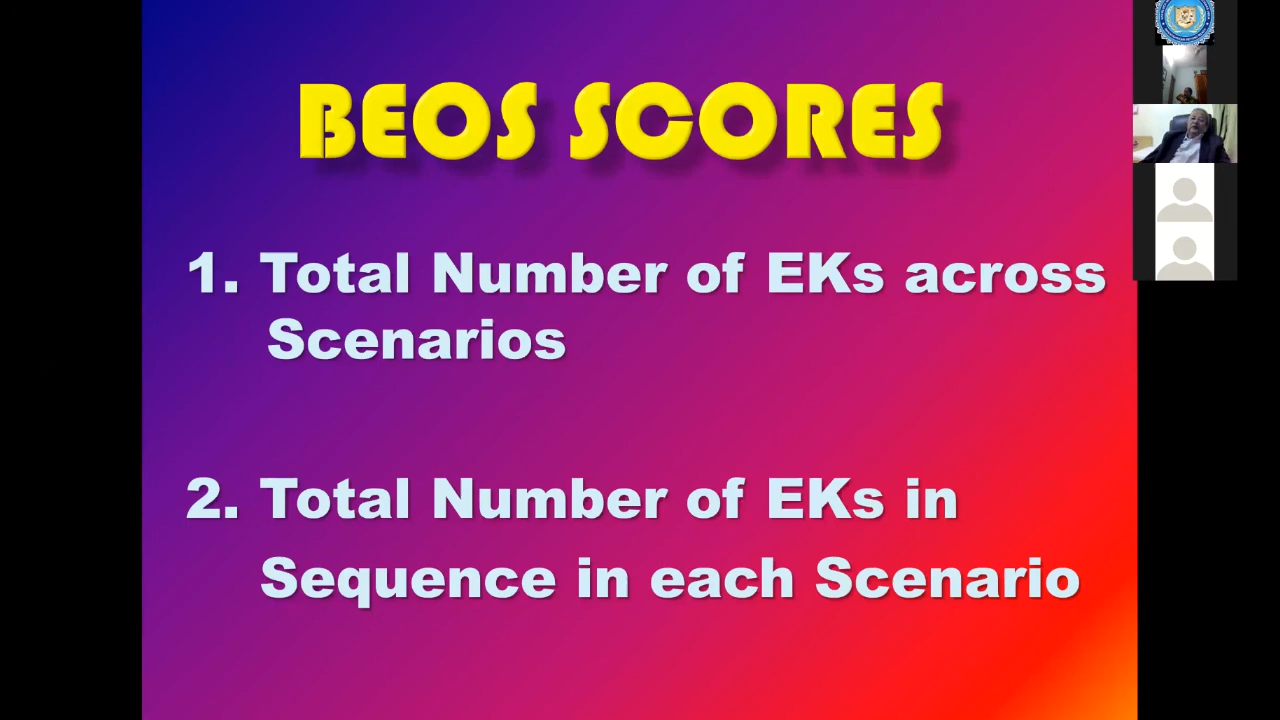 BEOS SCORES
1. Total Number of EKs across
Scenarios
2. Total Number of EKs in
Sequence in each Scenario